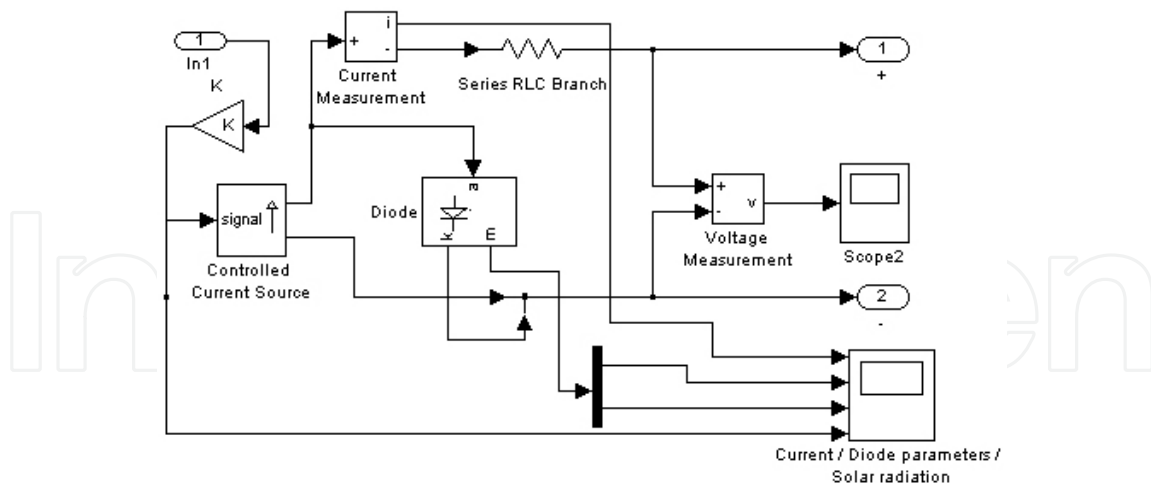 1
In1
K
K
i
+
-
Current
Measurement
Series RLC Branch
1
+
signal
Controlled
Current Source
Diode
a
k
m
+
-
v
Voltage
Measurement
Scope2
2
-
Current / Diode parameters /
Solar radiation